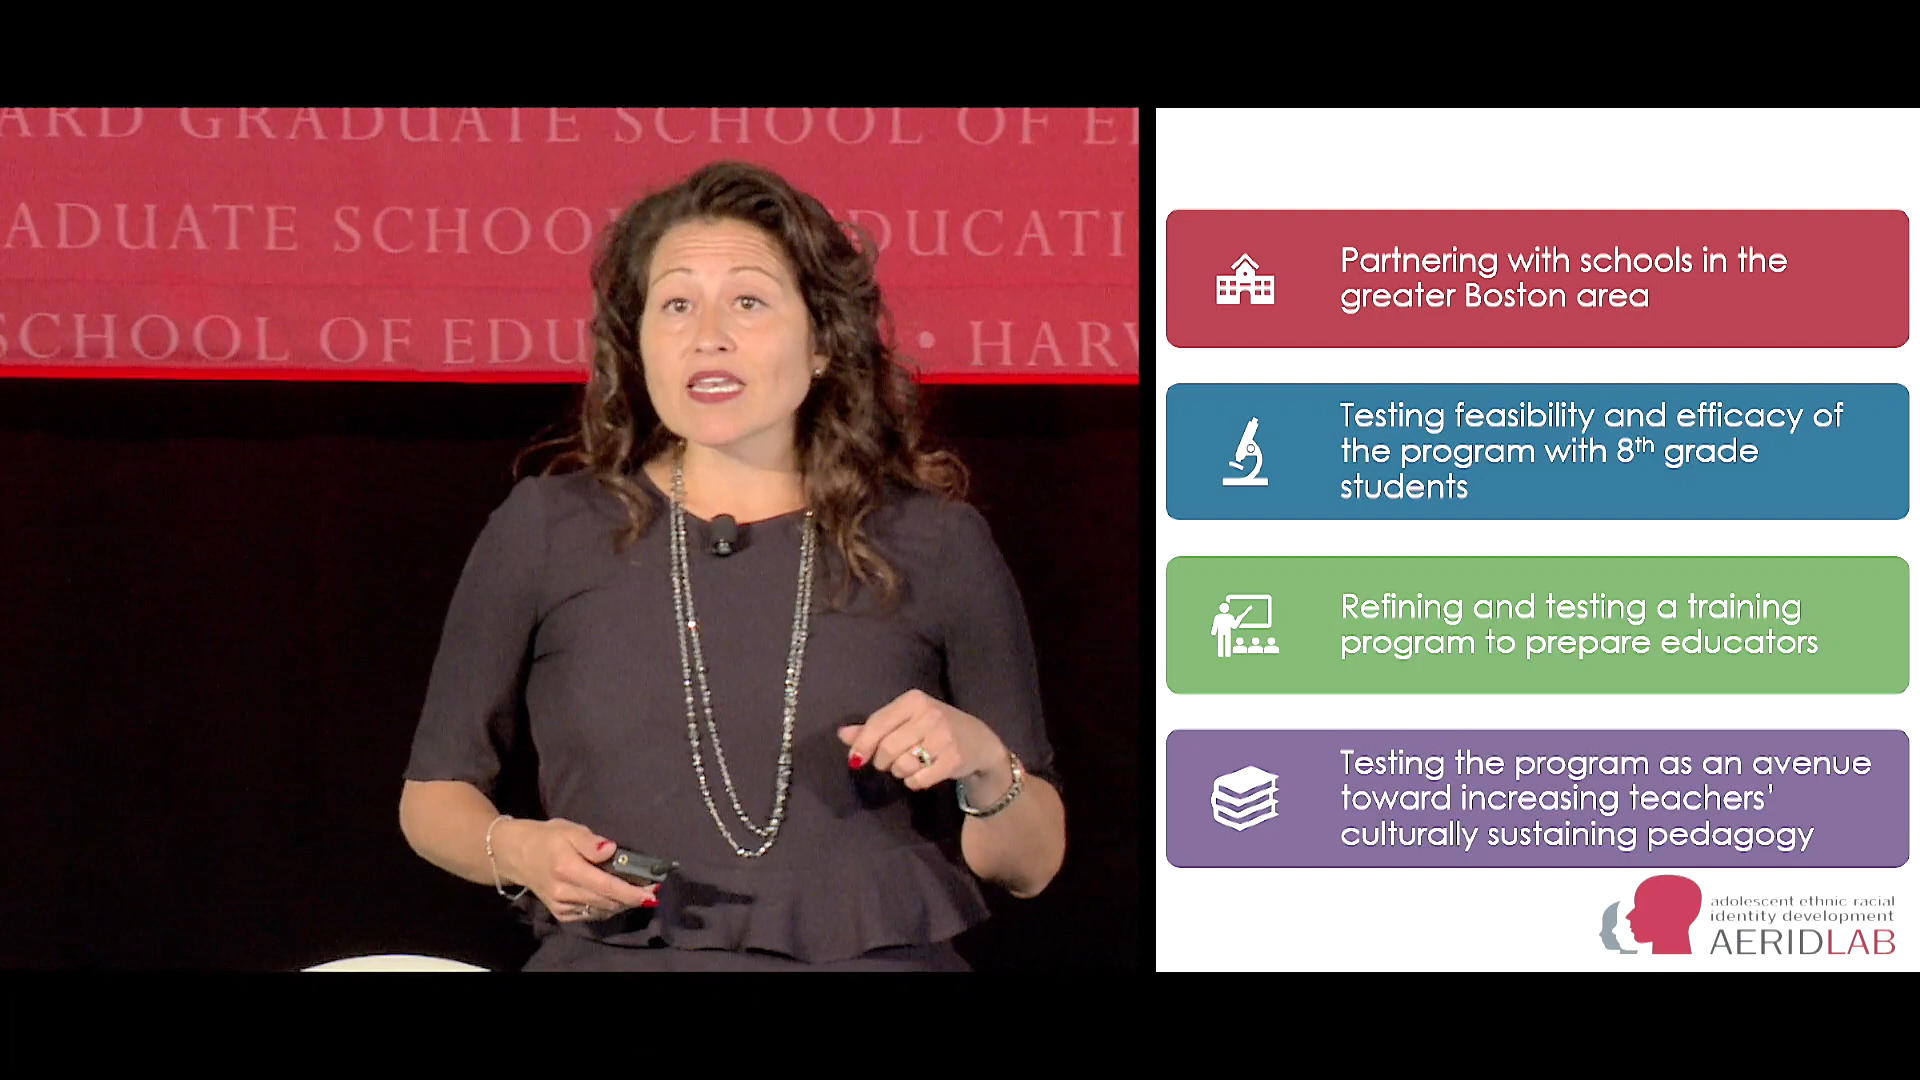 ARD GRADUATE SCHOOL OF E
ADUATE SCHOO DUCATI
SCHOOL OF EDU • HARV
Partnering with schools in the
greater Boston area
Testing feasibility and efficacy of
the program with 8th grade
students
Refining and testing a training
program to prepare educators
Testing the program as an avenue
toward increasing teachers'
culturally sustaining pedagogy
adolescent ethnic racial
identity development
AERIDLAB